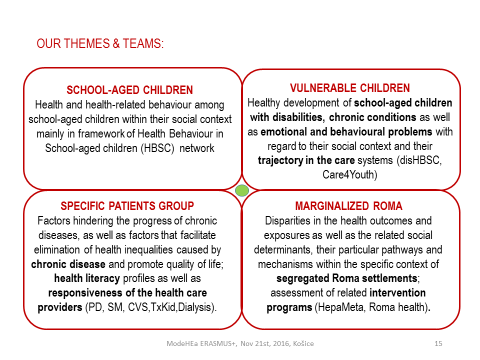 OUR THEMES & TEAMS:
SCHOOL-AGED CHILDREN
Health and health-related behaviour among
school-aged children within their social context
mainly in framework of Health Behaviour in
School-aged children (HBSC) network
VULNERABLE CHILDREN
Healthy development of school-aged children
with disabilities, chronic conditions as well
as emotional and behavioural problems with
regard to their social context and their
trajectory in the care systems (disHBSC,
Care4Youth)
SPECIFIC PATIENTS GROUP
Factors hindering the progress of chronic
diseases, as well as factors that facilitate
elimination of health inequalities caused by
chronic disease and promote quality of life;
health literacy profiles as well as
responsiveness of the health care
providers (PD, SM, CVS,TxKid,Dialysis).
MARGINALIZED ROMA
Disparities in the health outcomes and
exposures as well as the related social
determinants, their particular pathways and
mechanisms within the specific context of
segregated Roma settlements;
assessment of related intervention
programs (HepaMeta, Roma health).
ModeHEa ERASMUS+, Nov 21st, 2016, Košice
15